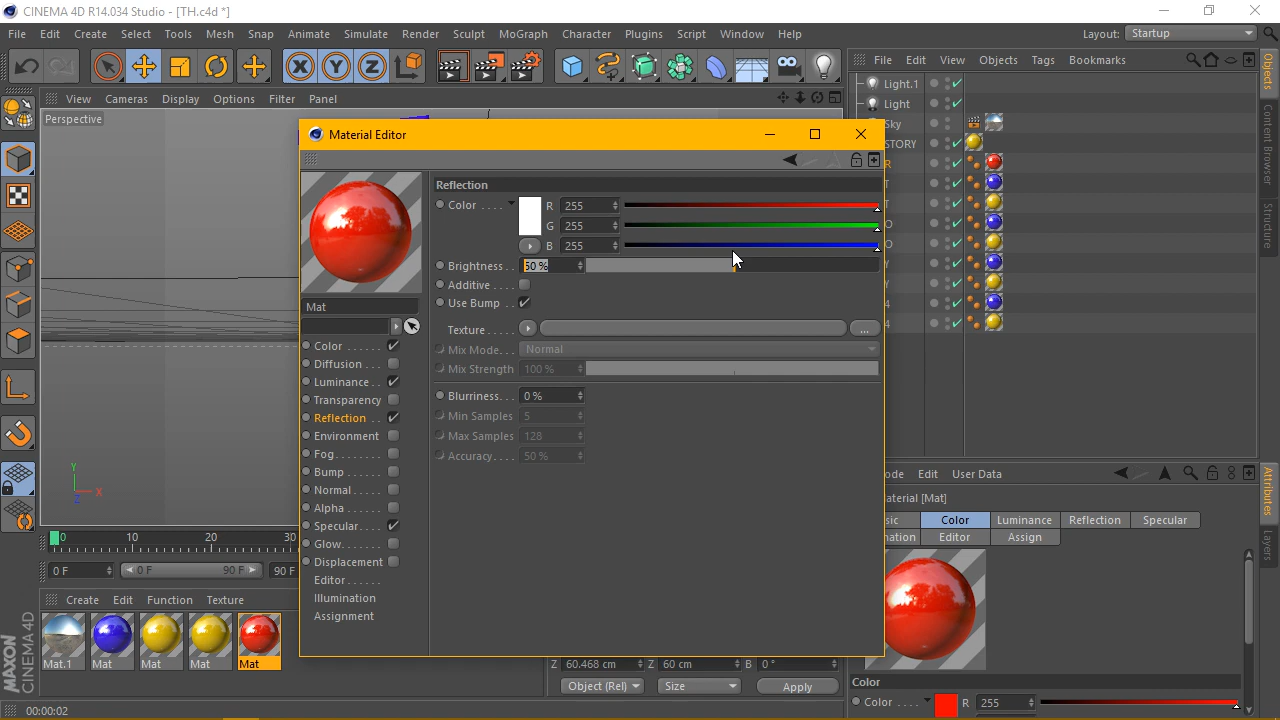 CINEMA 4D R14.034 Studio - [TH.c4d *]
File Edit Create Select Tools Mesh Snap Animate Simulate Render Sculpt MoGraph Character Plugins Script Window Help
Layout: Startup
File Edit View Objects Tags Bookmarks
View Cameras Display Options Filter Panel
Perspective
Light.1
Light
Sky
STORY
R
T
T
O
O
Y
Y
4
4
Objects
Content Browser
Structure
Material Editor
Reflection
Color .... R 255
G 255
B 255
Brightness.. 50 %
Additive ....
Use Bump ..
Texture..... ...
Mix Mode... Normal
Mix Strength 100 %
Blurriness... 0 %
Min Samples 5
Max Samples 128
Accuracy.... 50 %
Mat
Color ......
Diffusion ...
Luminance ..
Transparency
Reflection ..
Environment
Fog........
Bump ......
Normal .....
Alpha ......
Specular....
Glow.......
Displacement
Editor ......
Illumination
Assignment
Y
X
Z
0 10 20 30
0 F 0 F 90 F 90 F
Create Edit Function Texture
Mat.1 Mat Mat Mat Mat
MAXON
CINEMA 4D
00:00:02
Z 60.468 cm Z 60 cm B 0 °
Object (Rel) Size Apply
ode Edit User Data
aterial [Mat]
sic Color Luminance Reflection Specular
nation Editor Assign
Attributes
Layers
Color
Color .... R 255